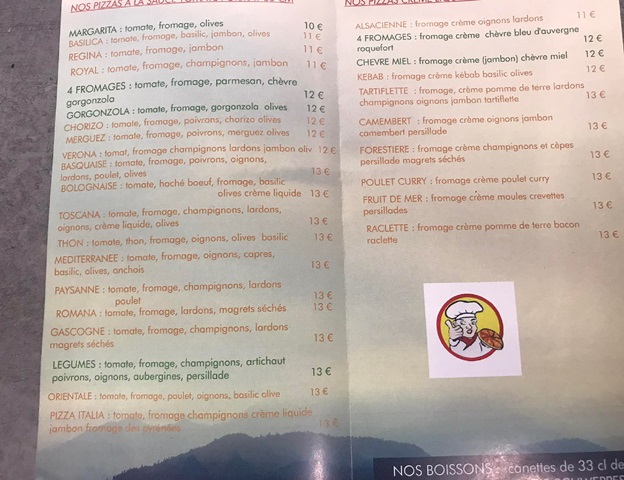 NOS PIZZAS A LA SAUCE TOMATE
MARGARITA : tomate, fromage, olives 10 €
BASILICA : tomate, fromage, basilic, jambon, olives 11 €
REGINA : tomate, fromage, jambon 11 €
ROYAL : tomate, fromage, champignons, jambon 11 €
4 FROMAGES : tomate, fromage, parmesan, chèvre
gorgonzola 12 €
GORGONZOLA : tomate, fromage, gorgonzola olives 12 €
CHORIZO : tomate, fromage, poivrons, chorizo olives 12 €
MERGUEZ : tomate, fromage, poivrons, merguez olives 12 €
VERONA : tomat, fromage champignons lardons jambon oliv 12 €
BASQUAISE : tomate, fromage, poivrons, oignons,
lardons, poulet, olives 13 €
BOLOGNAISE : tomate, haché boeuf, fromage, basilic
olives crème liquide 13 €
TOSCANA : tomate, fromage, champignons, lardons,
oignons, crème liquide, olives 13 €
THON : tomate, thon, fromage, oignons, olives basilic 13 €
MEDITERRANEE : tomate, fromage, oignons, capres,
basilic, olives, anchois 13 €
PAYSANNE : tomate, fromage, champignons, lardons
poulet 13 €
ROMANA : tomate, fromage, lardons, magrets séchés 13 €
GASCOGNE : tomate, fromage, champignons, lardons
magrets séchés 13 €
LEGUMES : tomate, fromage, champignons, artichaut
poivrons, oignons, aubergines, persillade 13 €
ORIENTALE : tomate, fromage, poulet, oignons, basilic olive 13 €
PIZZA ITALIA : tomate, fromage champignons crème liquide
jambon fromage des pyrénées 13 €
NOS PIZZAS CREME
ALSACIENNE : fromage crème oignons lardons 11 €
4 FROMAGES : fromage crème chèvre bleu d'auvergne
roquefort 12 €
CHEVRE MIEL : fromage crème (jambon) chèvre miel 12 €
KEBAB : fromage crème kébab basilic olives 12 €
TARTIFLETTE : fromage, crème pomme de terre lardons
champignons oignons jambon tartiflette 13 €
CAMEMBERT : fromage crème oignons jambon
camembert persillade 13 €
FORESTIERE : fromage crème champignons et cèpes
persillade magrets séchés 13 €
POULET CURRY : fromage crème poulet curry 13 €
FRUIT DE MER : fromage crème moules crevettes
persillades 13 €
RACLETTE : fromage crème pomme de terre bacon
raclette 13 €
NOS BOISSONS : canettes de 33 cl de